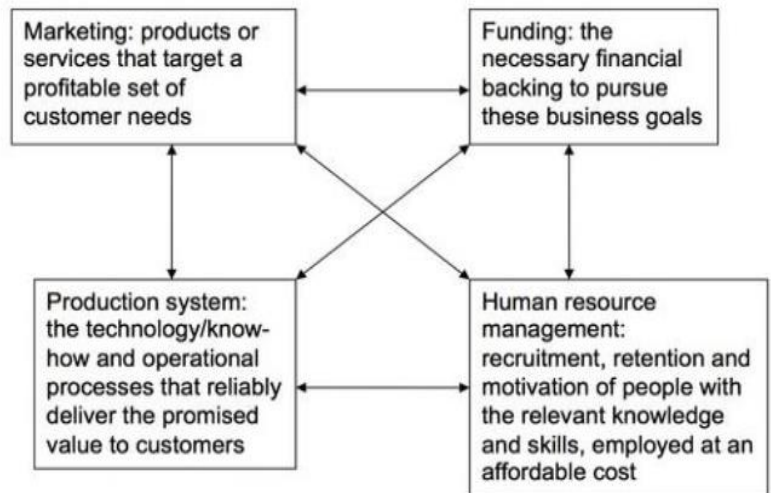 Marketing: products or
services that target a
profitable set of
customer needs
Funding: the
necessary financial
backing to pursue
these business goals
Production system:
the technology/know-
how and operational
processes that reliably
deliver the promised
value to customers
Human resource
management:
recruitment, retention and
motivation of people with
the relevant knowledge
and skills, employed at an
affordable cost